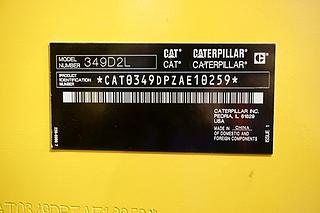 MODEL NUMBER 349D2L CAT® CATERPILLAR® C
CAT® CATERPILLAR®
PRODUCT IDENTIFICATION NUMBER
*CAT0349DPZAE10259*
CATERPILLAR INC.
PEORIA, IL 61629
USA
MADE IN CHINA
OF DOMESTIC AND FOREIGN COMPONENTS
ISSUE 1